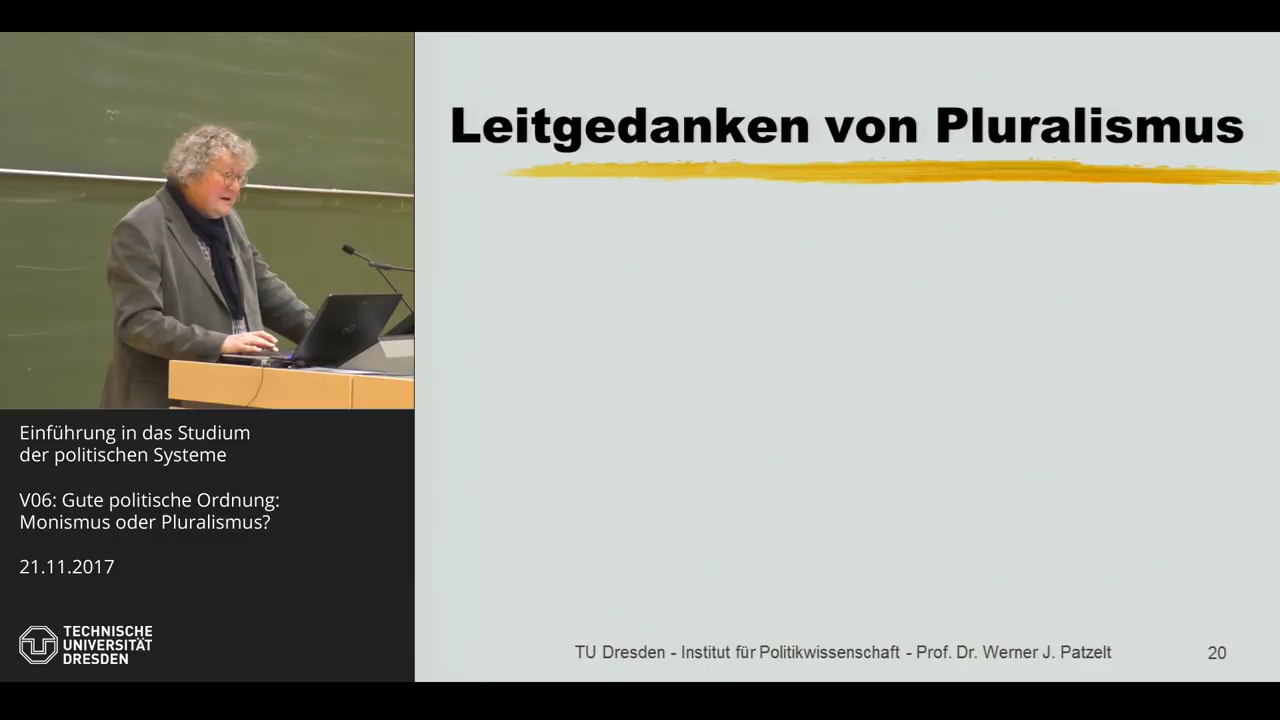 Leitgedanken von Pluralismus
Einführung in das Studium
der politischen Systeme
V06: Gute politische Ordnung:
Monismus oder Pluralismus?
21.11.2017
TECHNISCHE
UNIVERSITÄT
DRESDEN
TU Dresden - Institut für Politikwissenschaft - Prof. Dr. Werner J. Patzelt
20